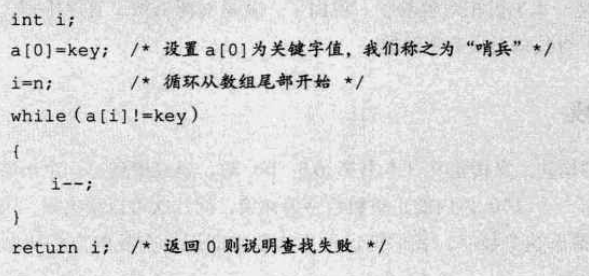 int i;
a[0]=key; /* 设置a[0]为关键字值，我们称之为“哨兵”*/
i=n; /* 循环从数组尾部开始 */
while(a[i]!=key)
{
i--;
}
return i; /* 返回0则说明查找失败 */